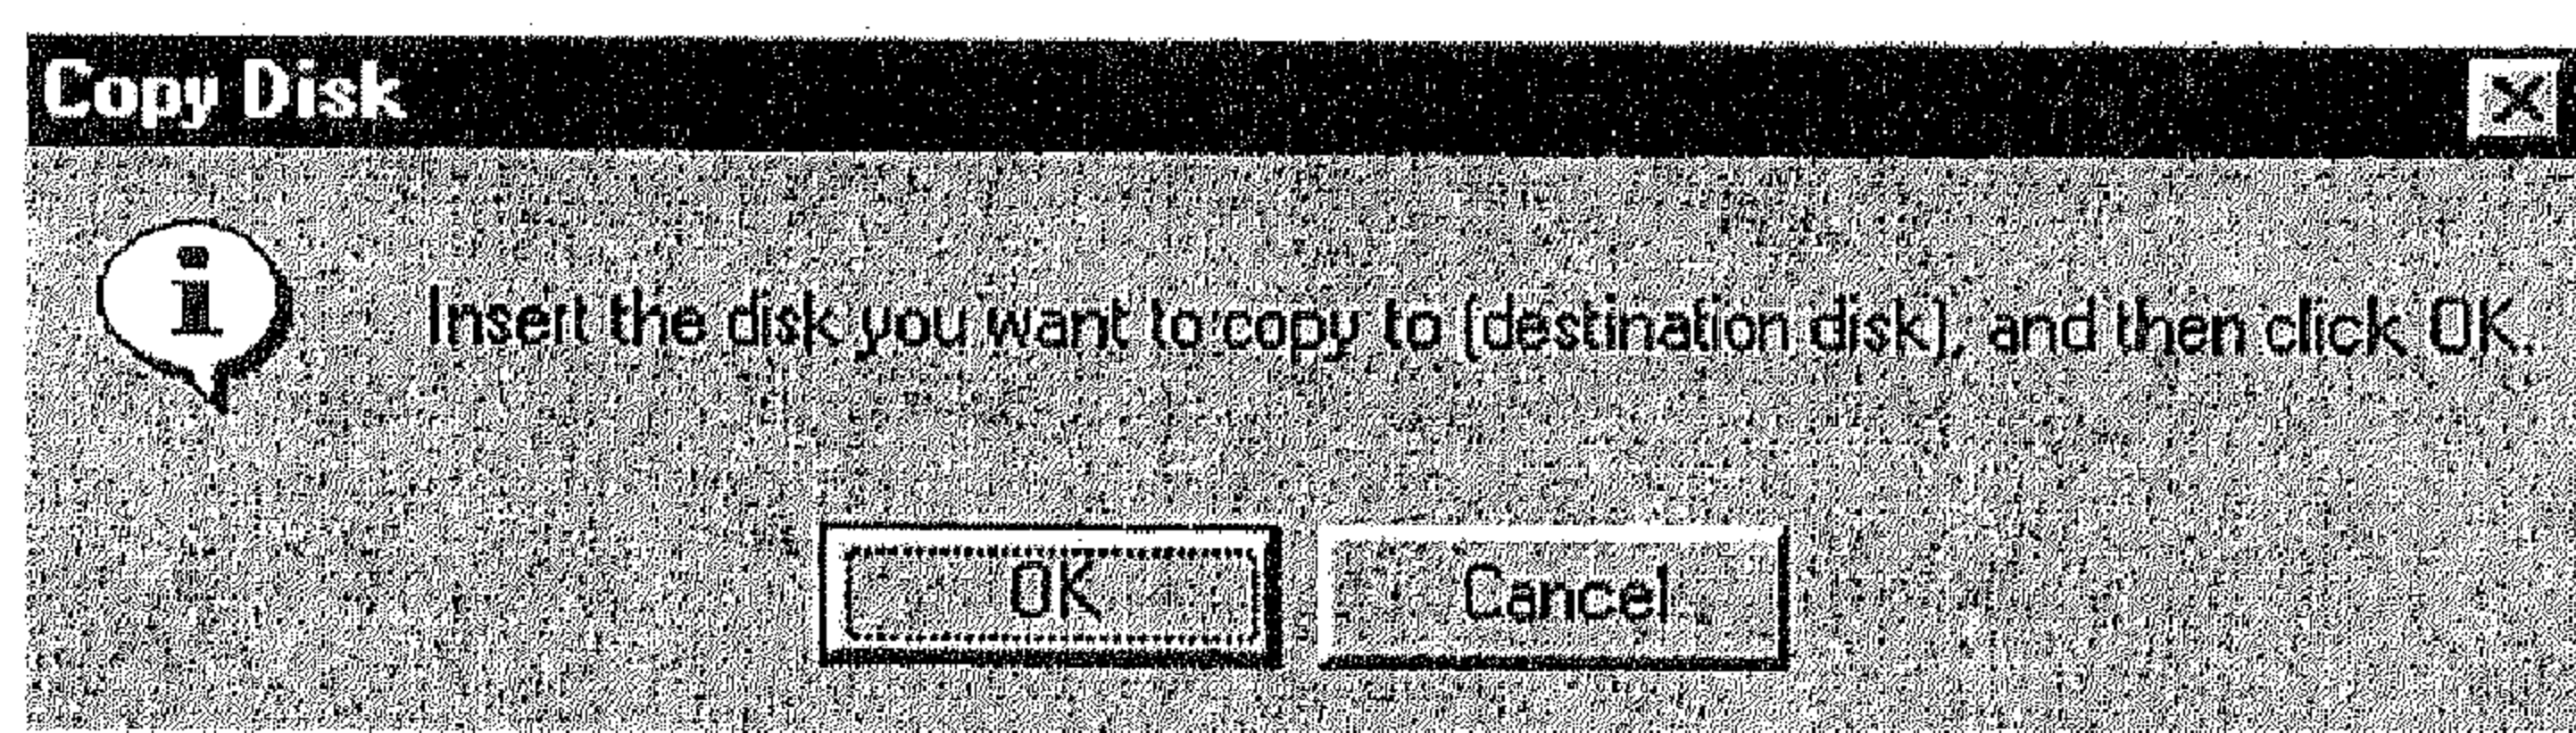 Copy Disk
Insert the disk you want to copy to (destination disk), and then click OK.
OK
Cancel